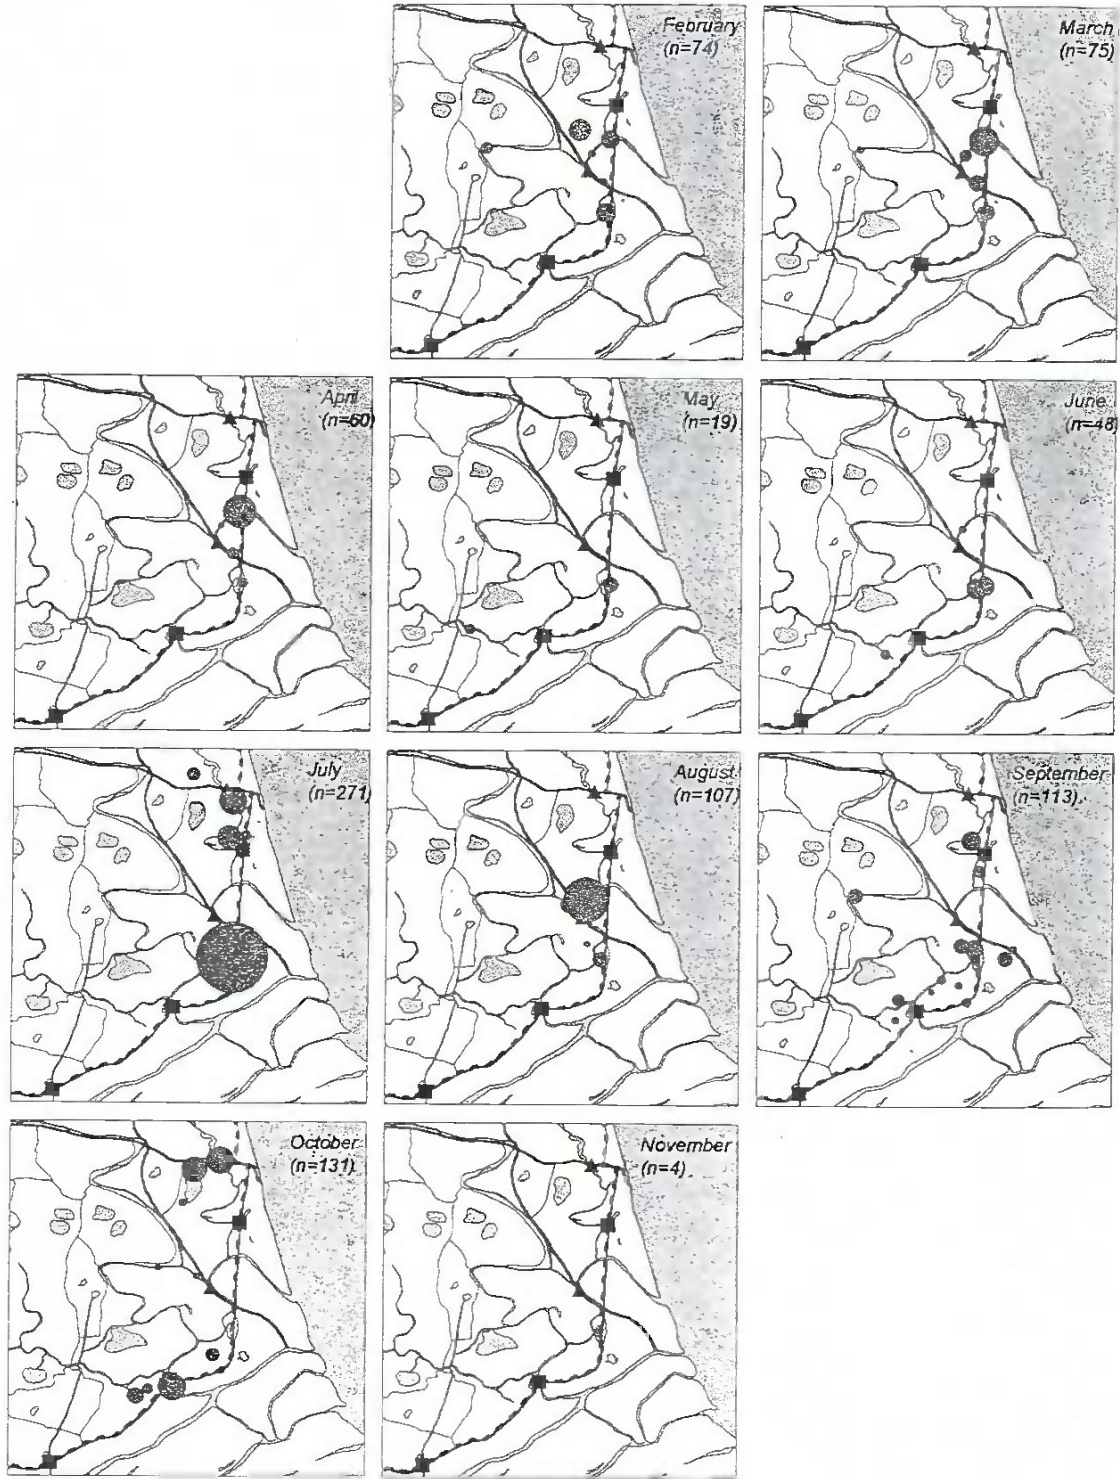 February
(n=74)
March
(n=75)
April
(n=60)
May
(n=19)
June
(n=48)
July
(n=271)
August
(n=107)
September
(n=113)
October
(n=131)
November
(n=4)